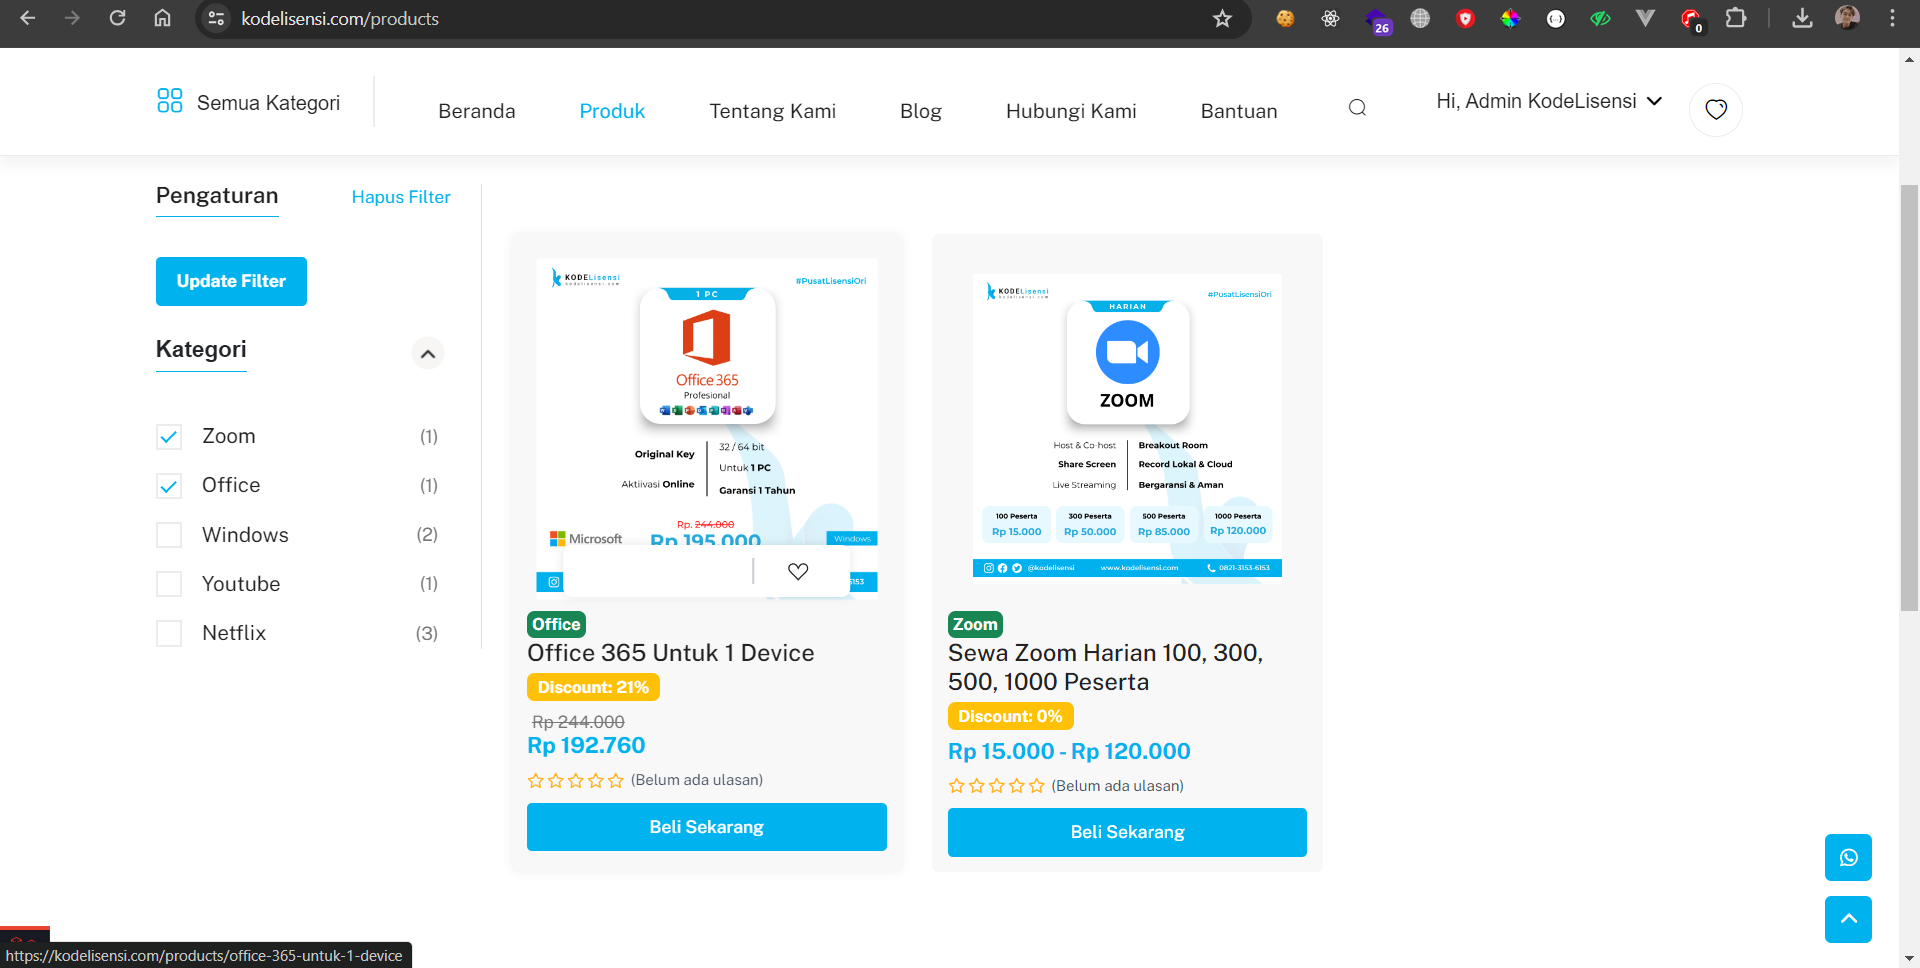 kodelisensi.com/products
26
0
Semua Kategori
Beranda
Produk
Tentang Kami
Blog
Hubungi Kami
Bantuan
Hi, Admin KodeLisensi
Pengaturan
Hapus Filter
Update Filter
Kategori
Zoom (1)
Office (1)
Windows (2)
Youtube (1)
Netflix (3)
KODELisensi
kodelisensi.com
#PusatLisensiOri
1 PC
Office 365
Profesional
Original Key
32 / 64 bit
Untuk 1 PC
Aktiivasi Online
Garansi 1 Tahun
Rp. 244.000
Microsoft
Rp 195.000
Windows
6153
Office
Office 365 Untuk 1 Device
Discount: 21%
Rp 244.000
Rp 192.760
(Belum ada ulasan)
Beli Sekarang
KODELisensi
kodelisensi.com
#PusatLisensiOri
HARIAN
ZOOM
Host & Co-host
Breakout Room
Share Screen
Record Lokal & Cloud
Live Streaming
Bergaransi & Aman
100 Peserta
300 Peserta
500 Peserta
1000 Peserta
Rp 15.000
Rp 50.000
Rp 85.000
Rp 120.000
@kodelisensi
www.kodelisensi.com
0821-3153-6153
Zoom
Sewa Zoom Harian 100, 300,
500, 1000 Peserta
Discount: 0%
Rp 15.000 - Rp 120.000
(Belum ada ulasan)
Beli Sekarang
https://kodelisensi.com/products/office-365-untuk-1-device